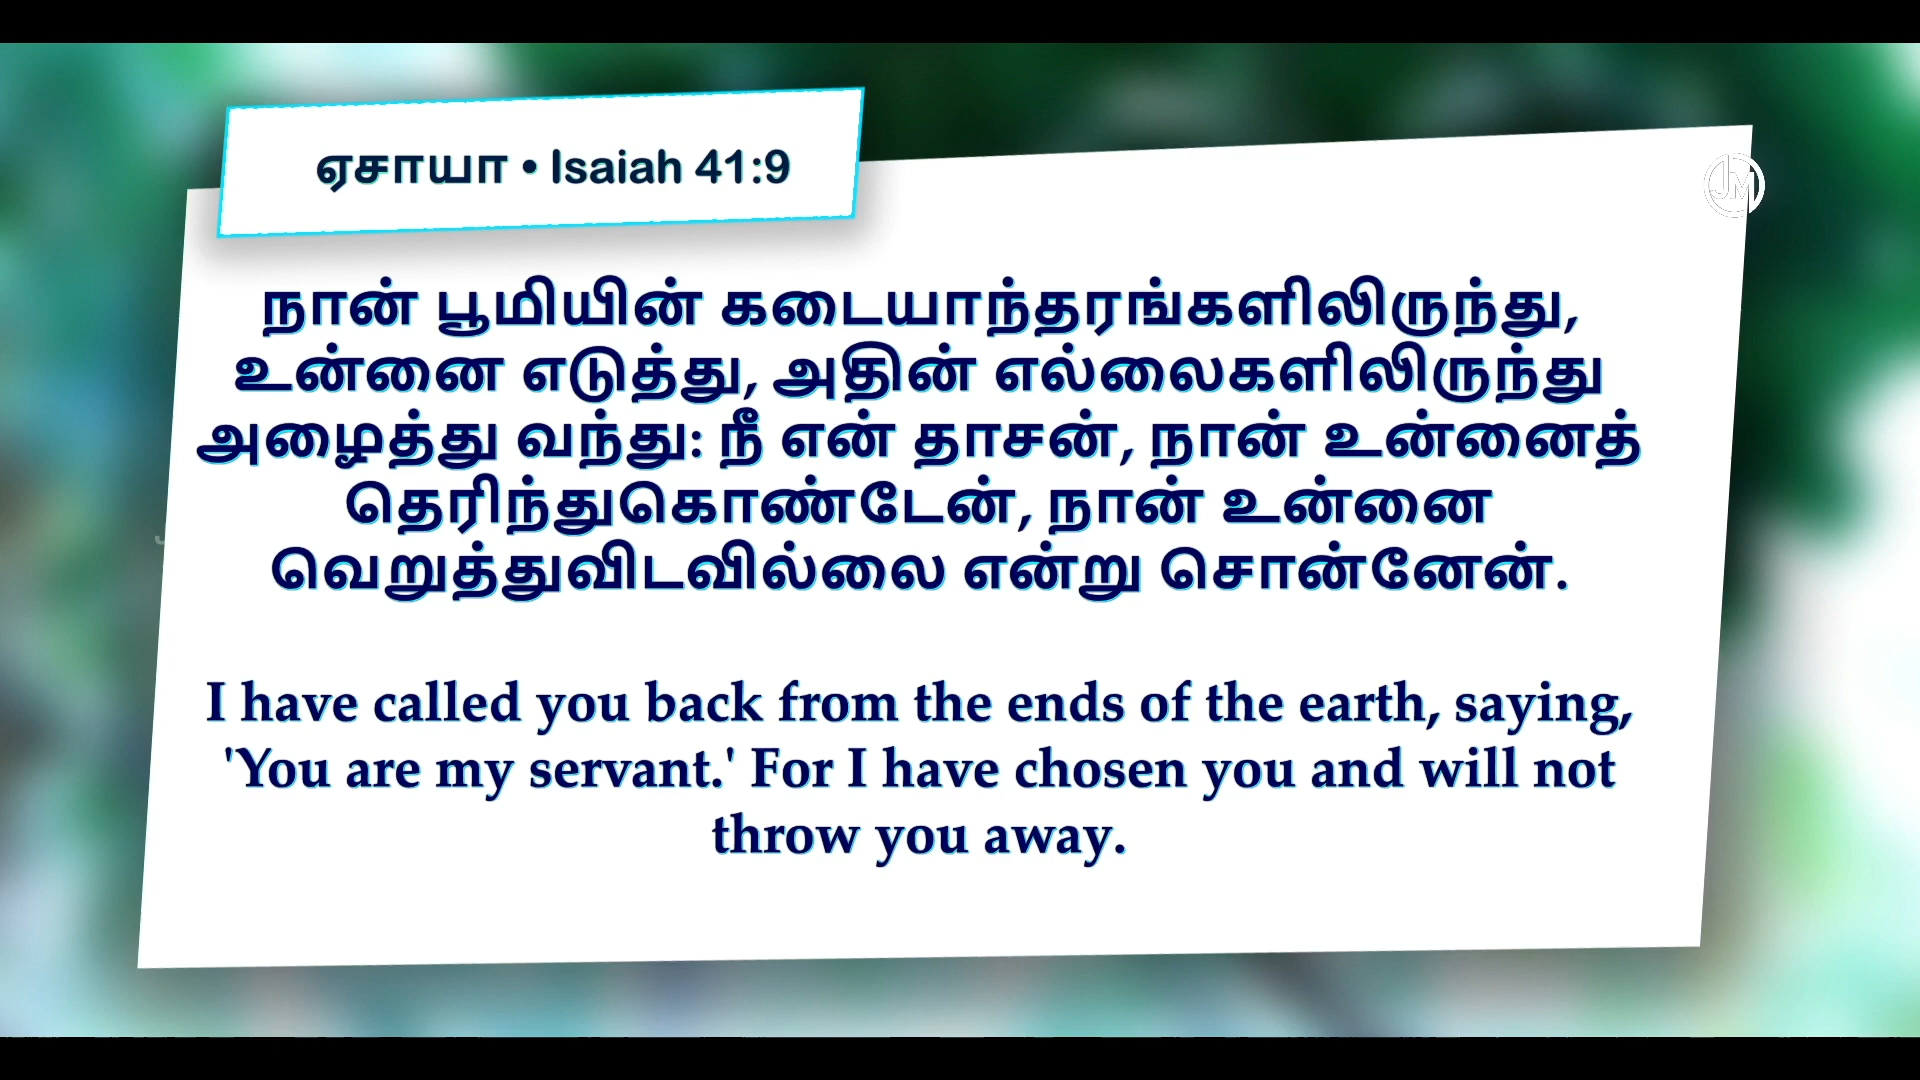 ஏசாயா • Isaiah 41:9
JM
நான் பூமியின் கடையாந்தரங்களிலிருந்து,
உன்னை எடுத்து, அதின் எல்லைகளிலிருந்து
அழைத்து வந்து: நீ என் தாசன், நான் உன்னைத்
தெரிந்துகொண்டேன், நான் உன்னை
வெறுத்துவிடவில்லை என்று சொன்னேன்.
I have called you back from the ends of the earth, saying,
'You are my servant.' For I have chosen you and will not
throw you away.